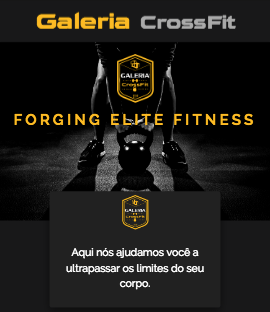 Galeria CrossFit
GALERIA
CrossFit
FORGING ELITE FITNESS
GALERIA
CrossFit
Aqui nós ajudamos você a
ultrapassar os limites do seu
corpo.